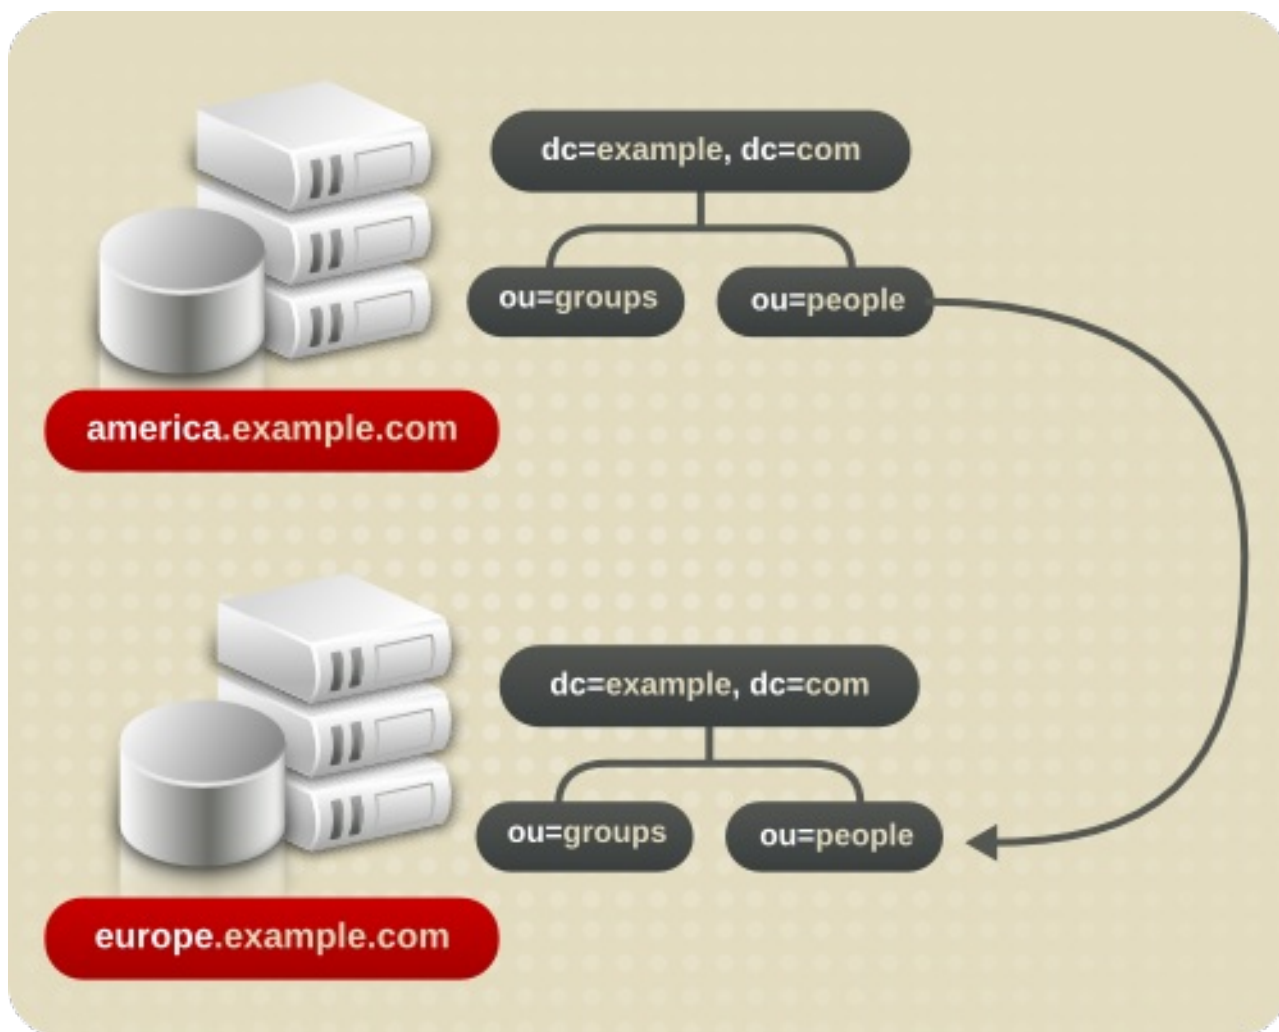 dc=example, dc=com
ou=groups
ou=people
america.example.com
dc=example, dc=com
ou=groups
ou=people
europe.example.com